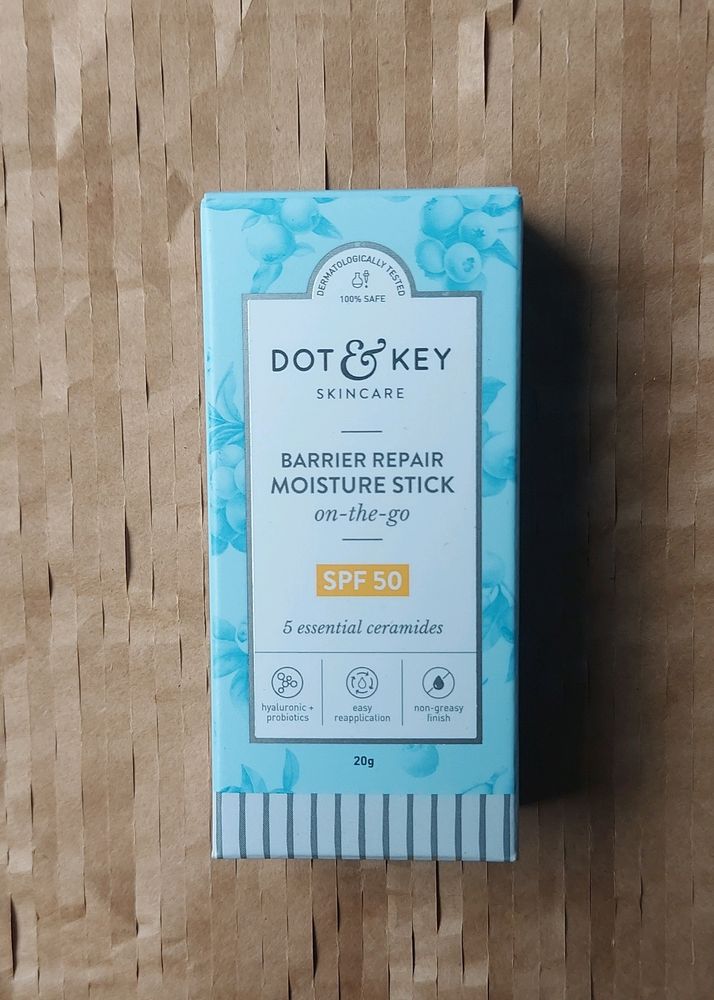 DERMATOLOGICALLY TESTED
100% SAFE
DOT & KEY
SKINCARE
BARRIER REPAIR
MOISTURE STICK
on-the-go
SPF 50
5 essential ceramides
hyaluronic +
probiotics
easy
reapplication
non-greasy
finish
20g